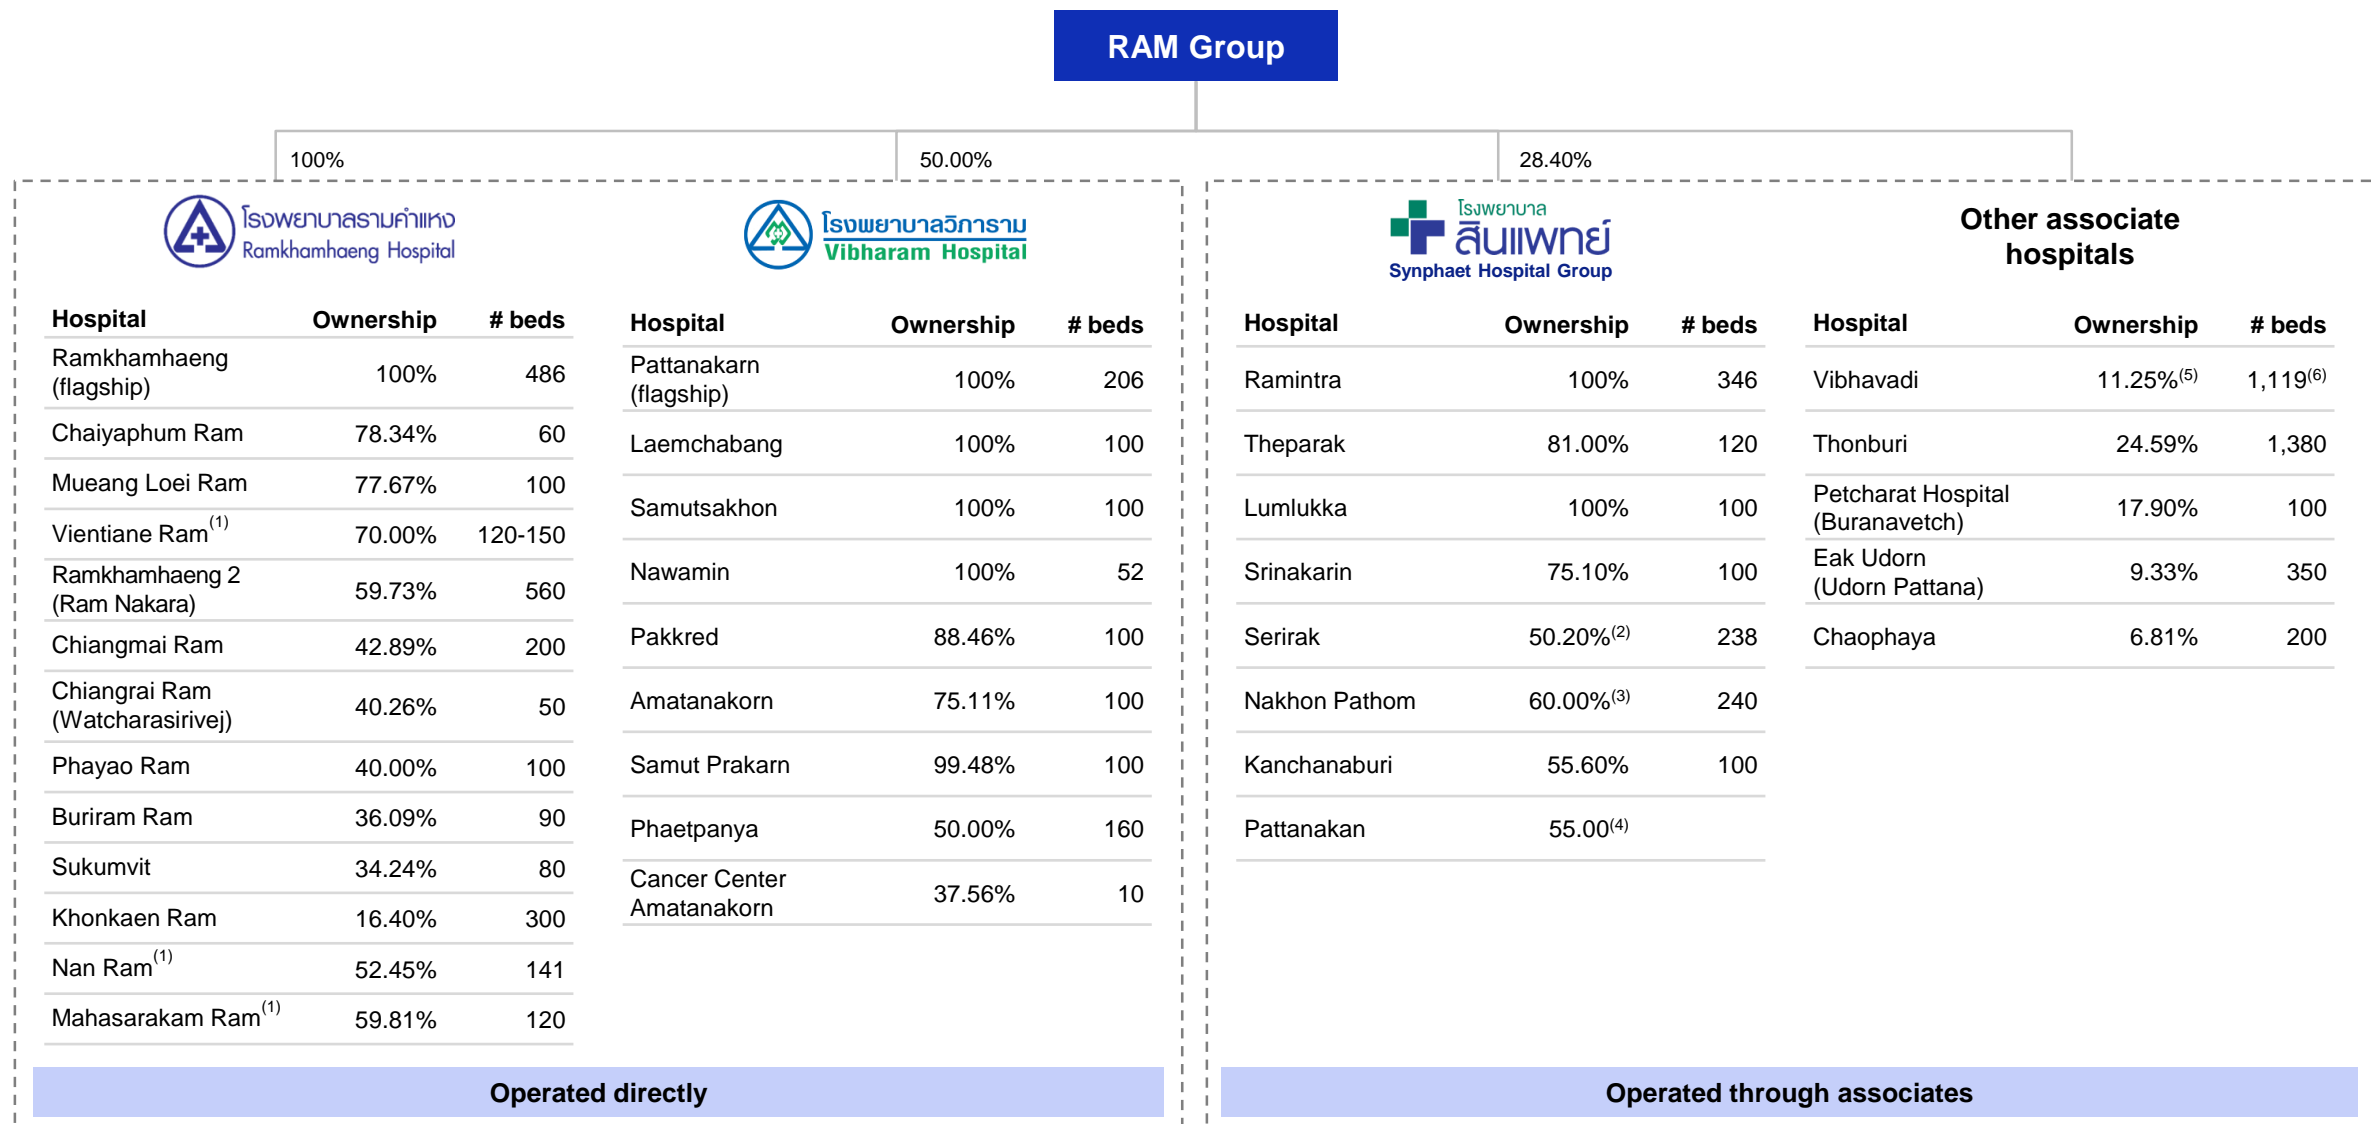 RAM Group
100%
50.00%
28.40%
โรงพยาบาลรามคำแหง
Ramkhamhaeng Hospital
Hospital Ownership # beds
Ramkhamhaeng
(flagship) 100% 486
Chaiyaphum Ram 78.34% 60
Mueang Loei Ram 77.67% 100
Vientiane Ram(1) 70.00% 120-150
Ramkhamhaeng 2
(Ram Nakara) 59.73% 560
Chiangmai Ram 42.89% 200
Chiangrai Ram
(Watcharasirivej) 40.26% 50
Phayao Ram 40.00% 100
Buriram Ram 36.09% 90
Sukumvit 34.24% 80
Khonkaen Ram 16.40% 300
Nan Ram(1) 52.45% 141
Mahasarakam Ram(1) 59.81% 120
โรงพยาบาลวิภาราม
Vibharam Hospital
Hospital Ownership # beds
Pattanakarn
(flagship) 100% 206
Laemchabang 100% 100
Samutsakhon 100% 100
Nawamin 100% 52
Pakkred 88.46% 100
Amatanakorn 75.11% 100
Samut Prakarn 99.48% 100
Phaetpanya 50.00% 160
Cancer Center
Amatanakorn 37.56% 10
Operated directly
โรงพยาบาล
สินแพทย์
Synphaet Hospital Group
Hospital Ownership # beds
Ramintra 100% 346
Theparak 81.00% 120
Lumlukka 100% 100
Srinakarin 75.10% 100
Serirak 50.20%(2) 238
Nakhon Pathom 60.00%(3) 240
Kanchanaburi 55.60% 100
Pattanakan 55.00(4)
Other associate
hospitals
Hospital Ownership # beds
Vibhavadi 11.25%(5) 1,119(6)
Thonburi 24.59% 1,380
Petcharat Hospital
(Buranavetch) 17.90% 100
Eak Udorn
(Udorn Pattana) 9.33% 350
Chaophaya 6.81% 200
Operated through associates